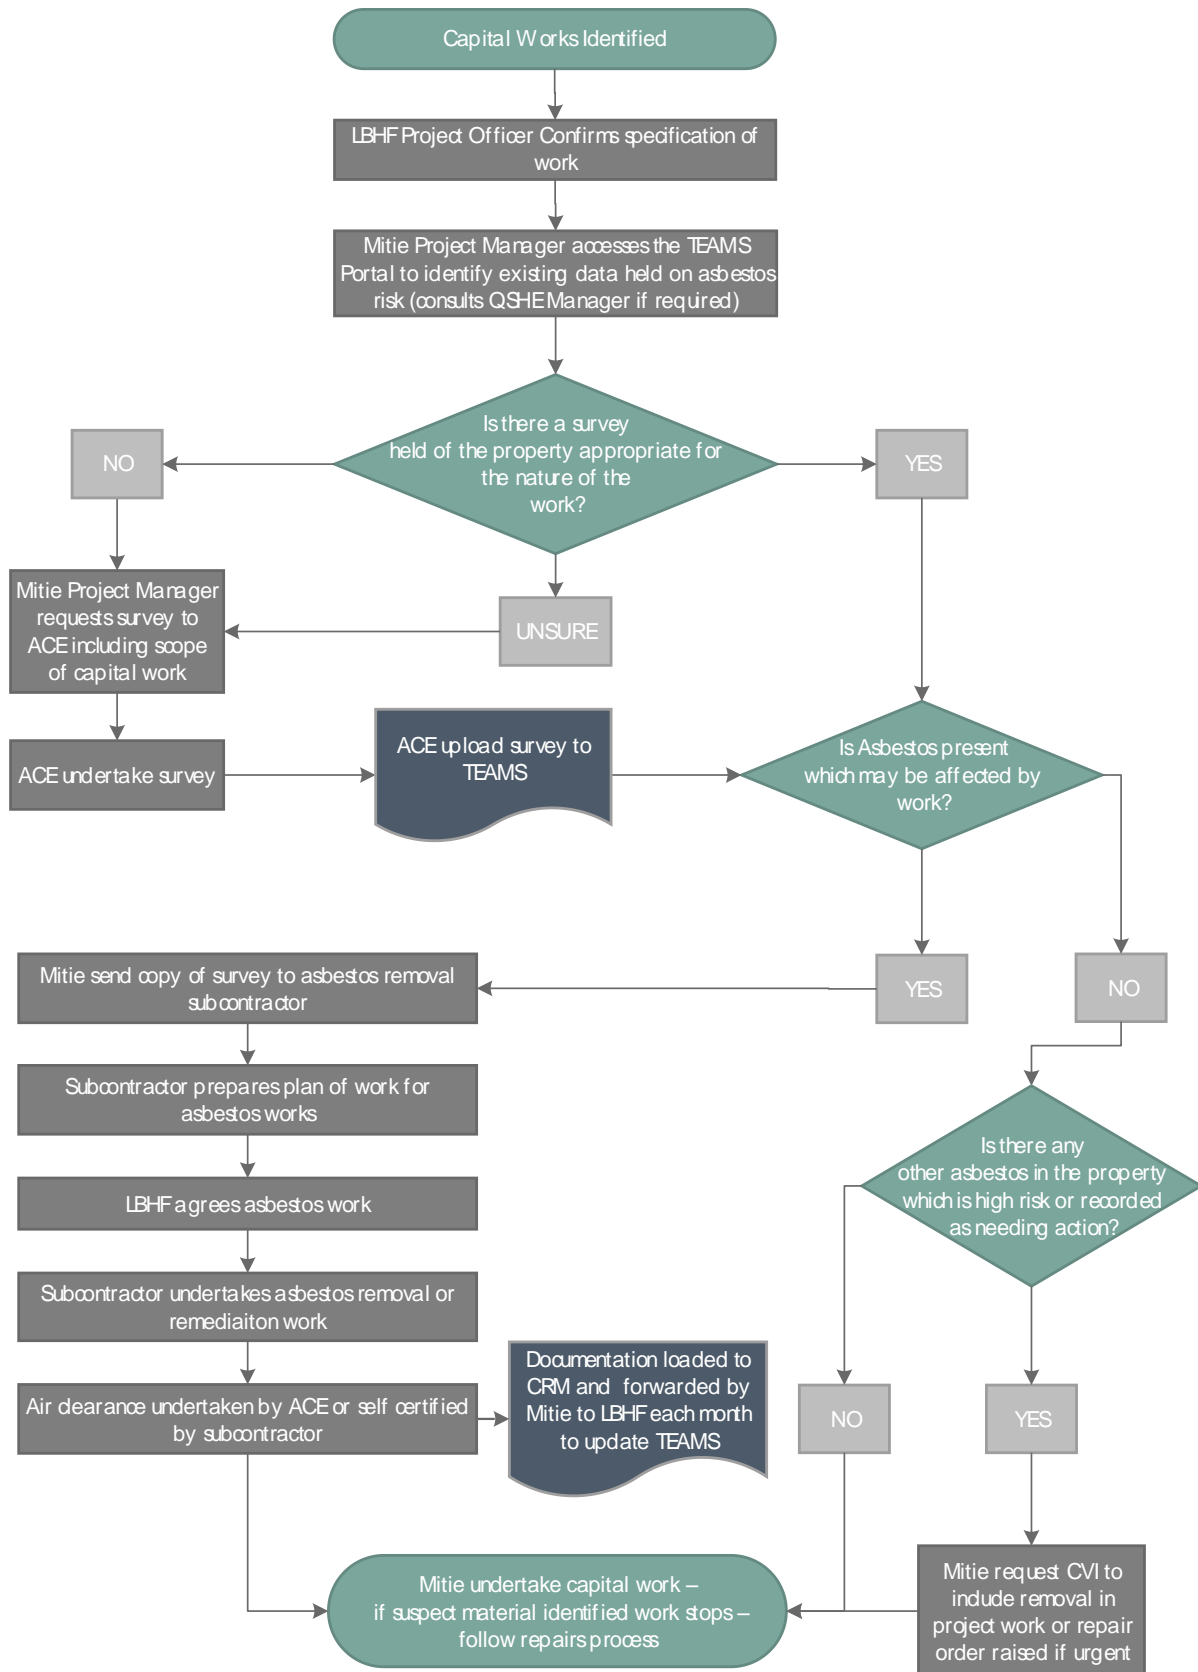 Capital Works Identified
LBHF Project Officer Confirms specification of
work
Mitie Project Manager accesses the TEAMS
Portal to identify existing data held on asbestos
risk (consults QSHE Manager if required)
Is there a survey
held of the property appropriate for
the nature of the
work?
NO
YES
UNSURE
Mitie Project Manager
requests survey to
ACE including scope
of capital work
ACE undertake survey
ACE upload survey to
TEAMS
Is Asbestos present
which may be affected by
work?
YES
NO
Mitie send copy of survey to asbestos removal
subcontractor
Subcontractor prepares plan of work for
asbestos works
LBHF agrees asbestos work
Subcontractor undertakes asbestos removal or
remediaiton work
Air clearance undertaken by ACE or self certified
by subcontractor
Documentation loaded to
CRM and forwarded by
Mitie to LBHF each month
to update TEAMS
Is there any
other asbestos in the property
which is high risk or recorded
as needing action?
NO
YES
Mitie request CVI to
include removal in
project work or repair
order raised if urgent
Mitie undertake capital work –
if suspect material identified work stops –
follow repairs process